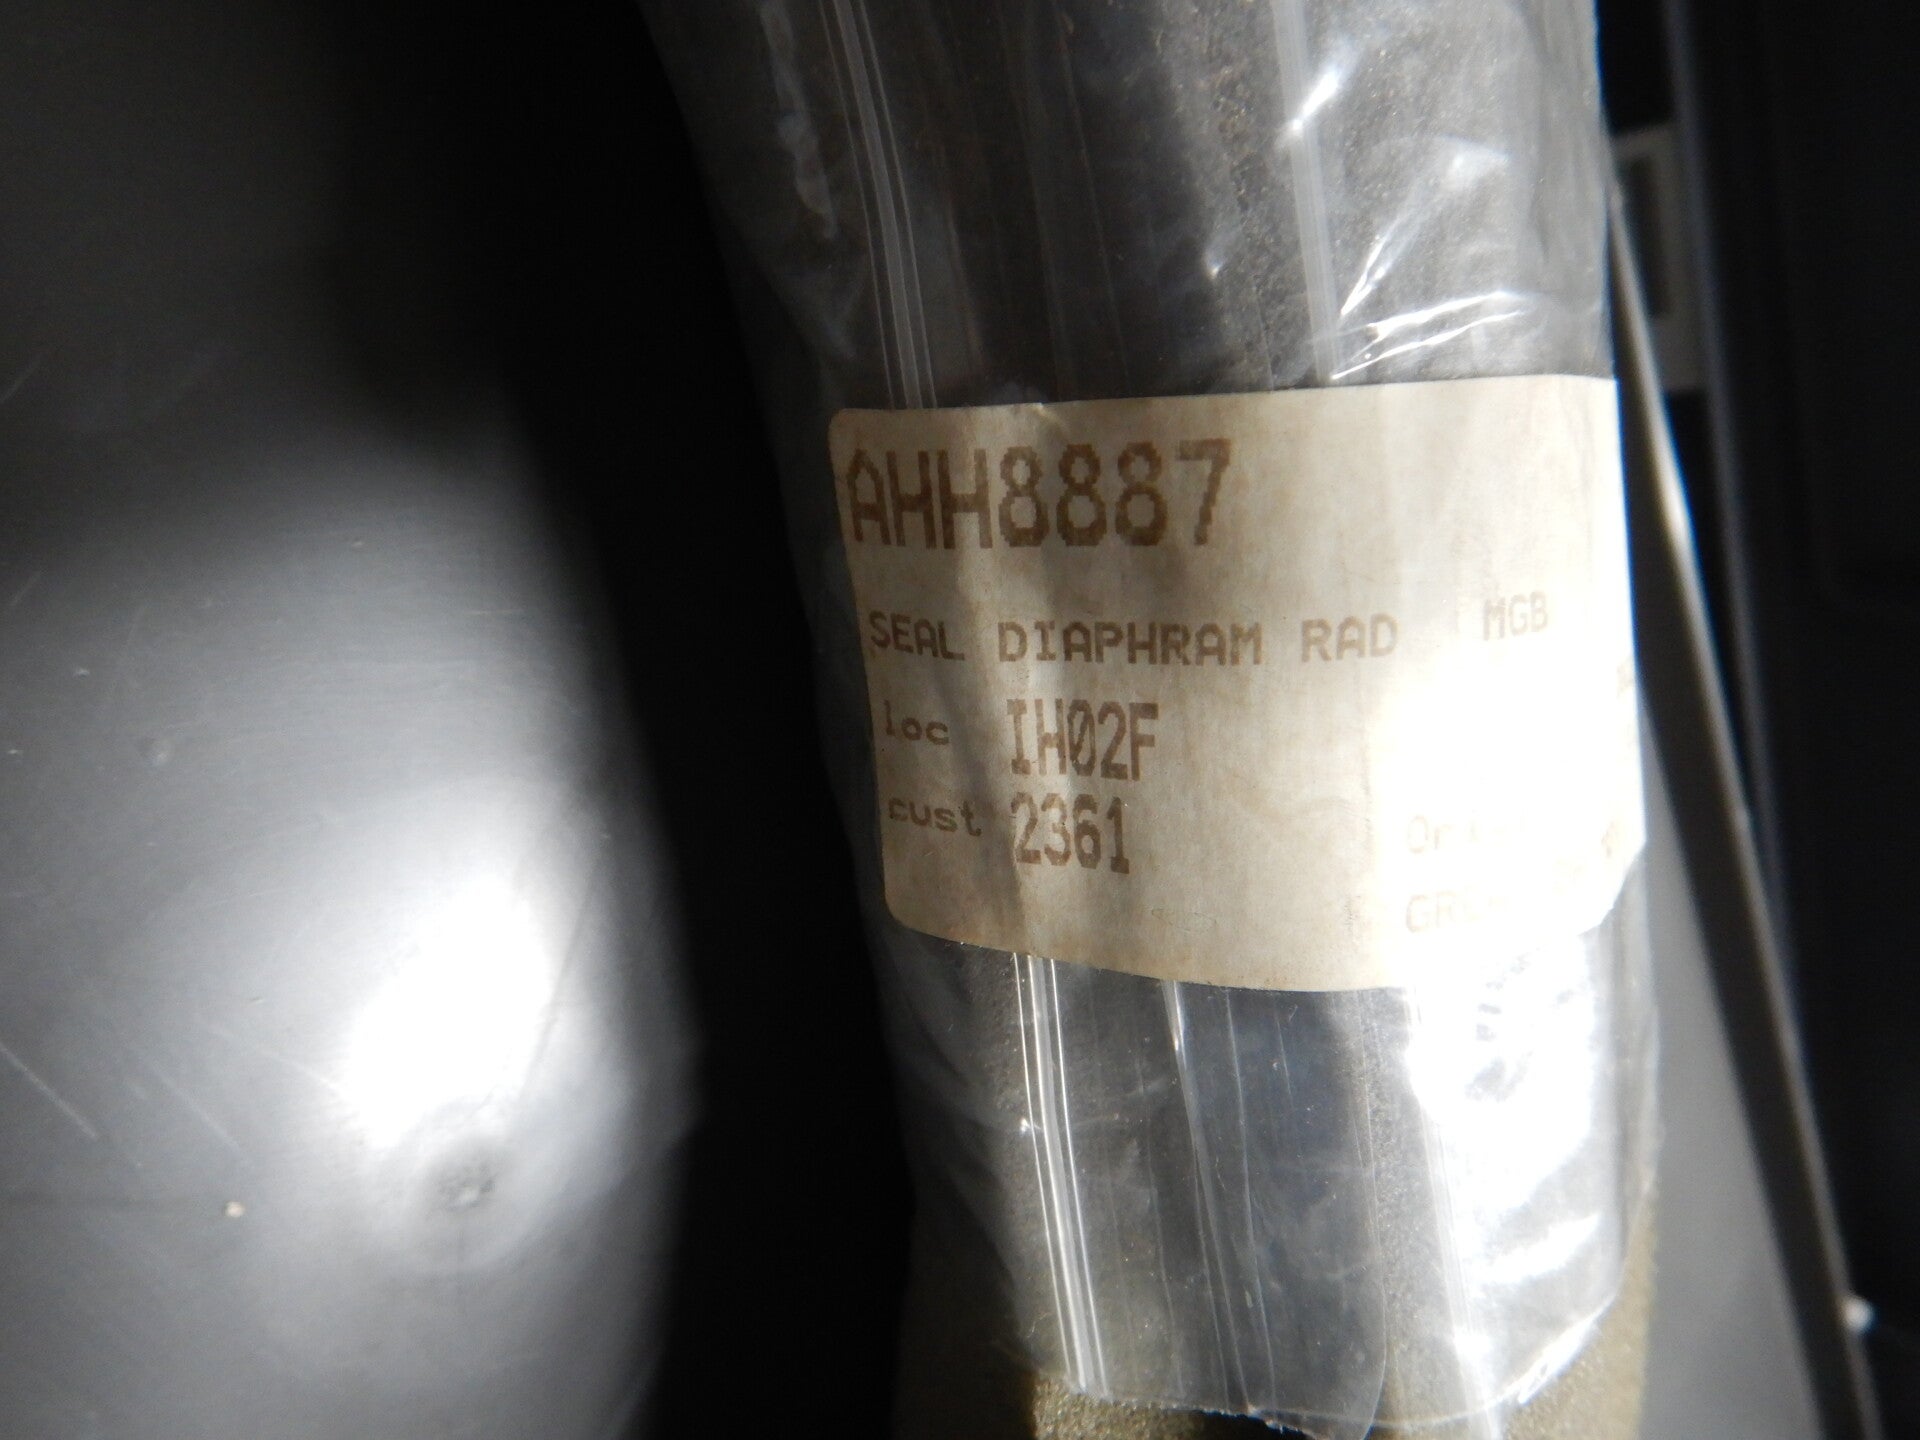 AHH8887
SEAL DIAPHRAM RAD MGB
loc IH02F
cust 2361